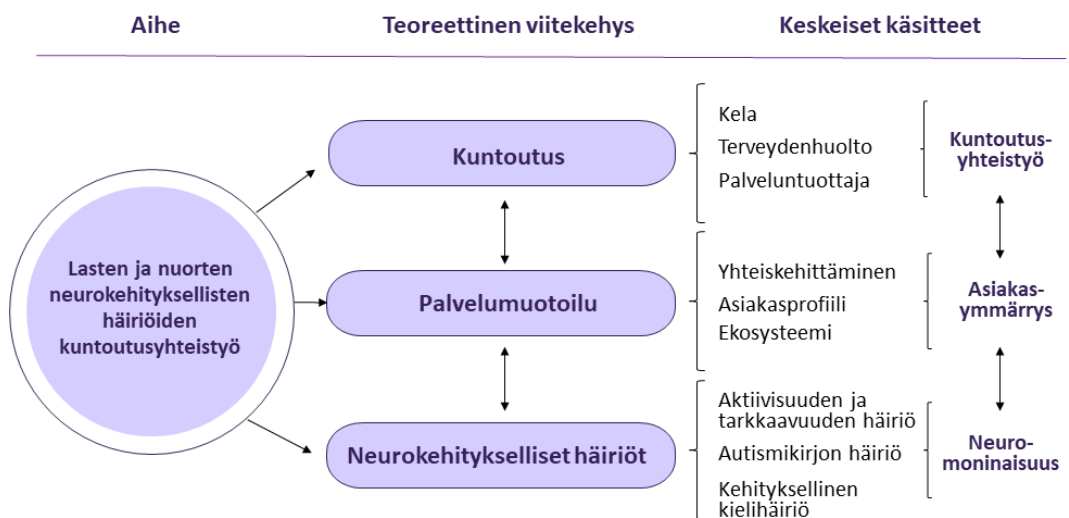 Aihe
Teoreettinen viitekehys
Keskeiset käsitteet
Lasten ja nuorten
neurokehityksellisten
häiriöiden
kuntoutusyhteistyö
Kuntoutus
Palvelumuotoilu
Neurokehitykselliset häiriöt
Kela
Terveydenhuolto
Palveluntuottaja
Kuntoutus-
yhteistyö
Yhteiskehittäminen
Asiakasprofiili
Ekosysteemi
Asiakas-
ymmärrys
Aktiivisuuden ja
tarkkaavuuden häiriö
Autismikirjon häiriö
Kehityksellinen
kielihäiriö
Neuro-
moninaisuus